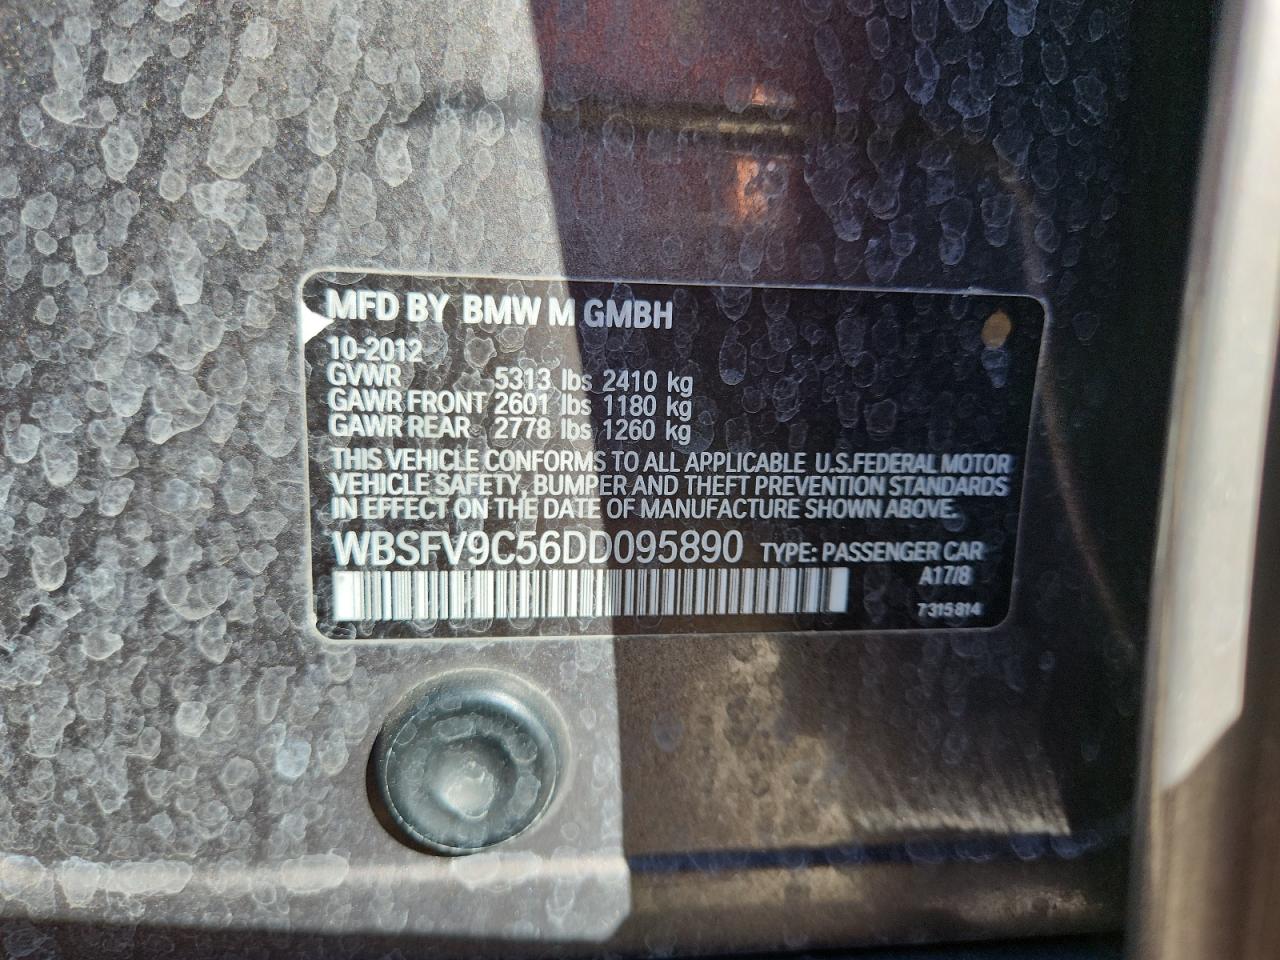 MFD BY BMW M GMBH
10-2012
GVWR 5313 lbs 2410 kg
GAWR FRONT 2601 lbs 1180 kg
GAWR REAR 2778 lbs 1260 kg
THIS VEHICLE CONFORMS TO ALL APPLICABLE U.S.FEDERAL MOTOR
VEHICLE SAFETY, BUMPER AND THEFT PREVENTION STANDARDS
IN EFFECT ON THE DATE OF MANUFACTURE SHOWN ABOVE.
WBSFV9C56DD095890 TYPE: PASSENGER CAR
A17/8
7315814